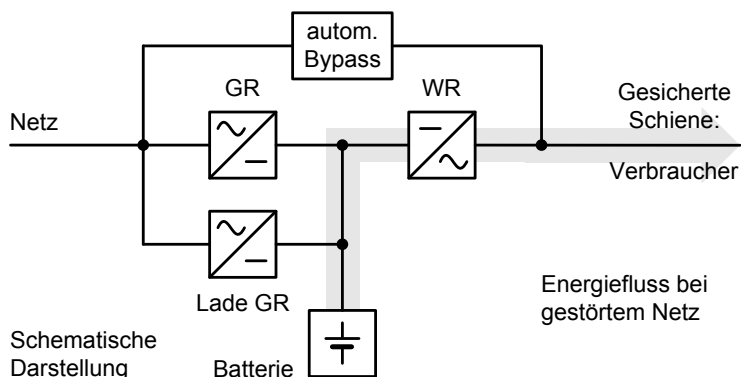 autom.
Bypass
GR
WR
Gesicherte
Schiene:
Netz
Verbraucher
Lade GR
Energiefluss bei
gestörtem Netz
Schematische
Darstellung
Batterie